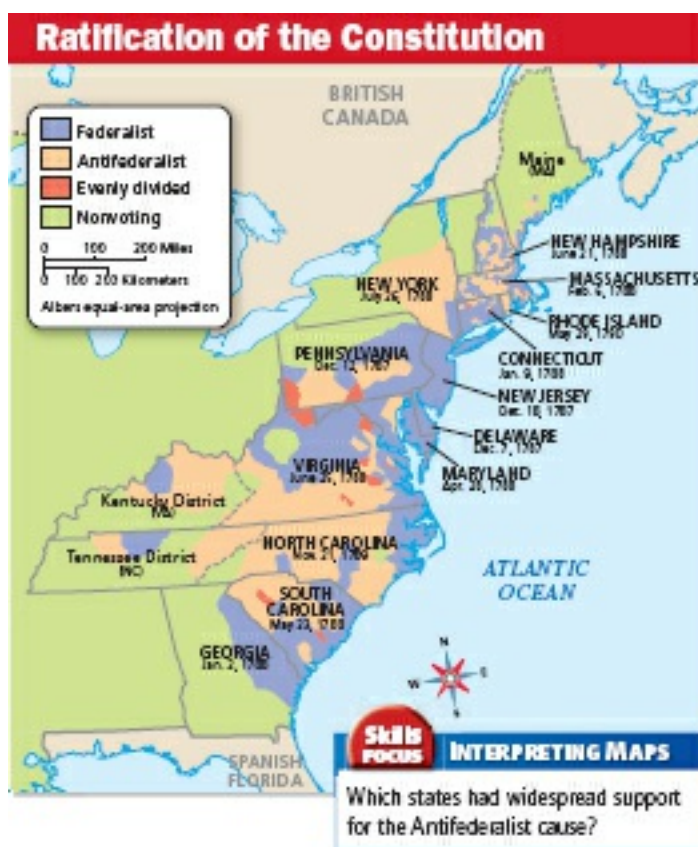 Ratification of the Constitution
BRITISH
CANADA
Federalist
Antifederalist
Evenly divided
Nonvoting
0 100 200 Miles
0 100 200 Kilometers
Albers equal-area projection
Maine
(MA)
NEW HAMPSHIRE
June 21, 1788
NEW YORK
July 26, 1788
MASSACHUSETTS
Feb. 6, 1788
RHODE ISLAND
May 29, 1790
PENNSYLVANIA
Dec. 12, 1787
CONNECTICUT
Jan. 9, 1788
NEW JERSEY
Dec. 18, 1787
DELAWARE
Dec. 7, 1787
VIRGINIA
June 25, 1788
MARYLAND
Apr. 28, 1788
Kentucky District
(VA)
NORTH CAROLINA
Nov. 21, 1789
Tennessee District
(NC)
ATLANTIC
OCEAN
SOUTH
CAROLINA
May 23, 1788
GEORGIA
Jan. 2, 1788
N
W E
S
SPANISH
FLORIDA
Skills
FOCUS
INTERPRETING MAPS
Which states had widespread support
for the Antifederalist cause?